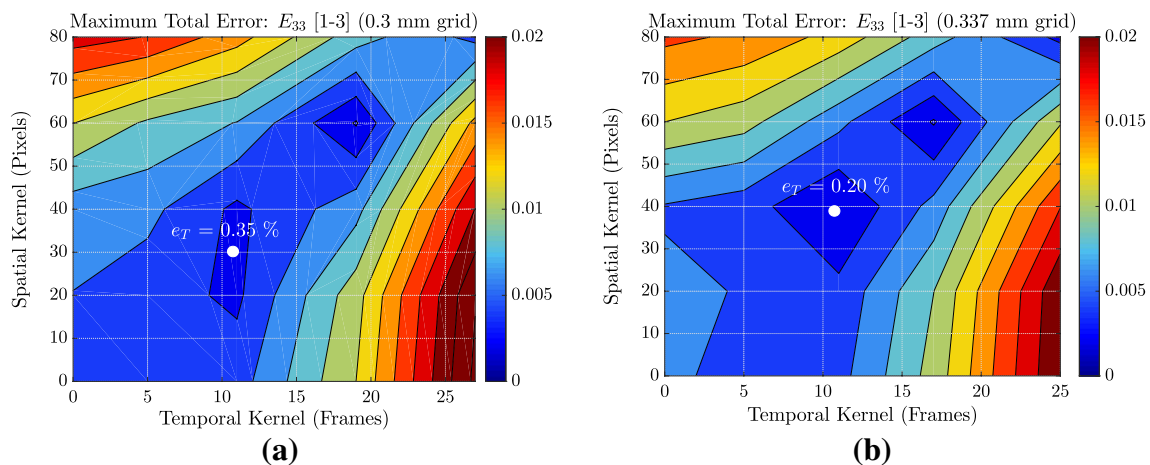 Maximum Total Error: E33 [1-3] (0.3 mm grid)
80
70
60
50
40
30
20
10
0
Spatial Kernel (Pixels)
eT = 0.35 %
0 5 10 15 20 25
Temporal Kernel (Frames)
0.02
0.015
0.01
0.005
0
(a)
Maximum Total Error: E33 [1-3] (0.337 mm grid)
80
70
60
50
40
30
20
10
0
Spatial Kernel (Pixels)
eT = 0.20 %
0 5 10 15 20 25
Temporal Kernel (Frames)
0.02
0.015
0.01
0.005
0
(b)